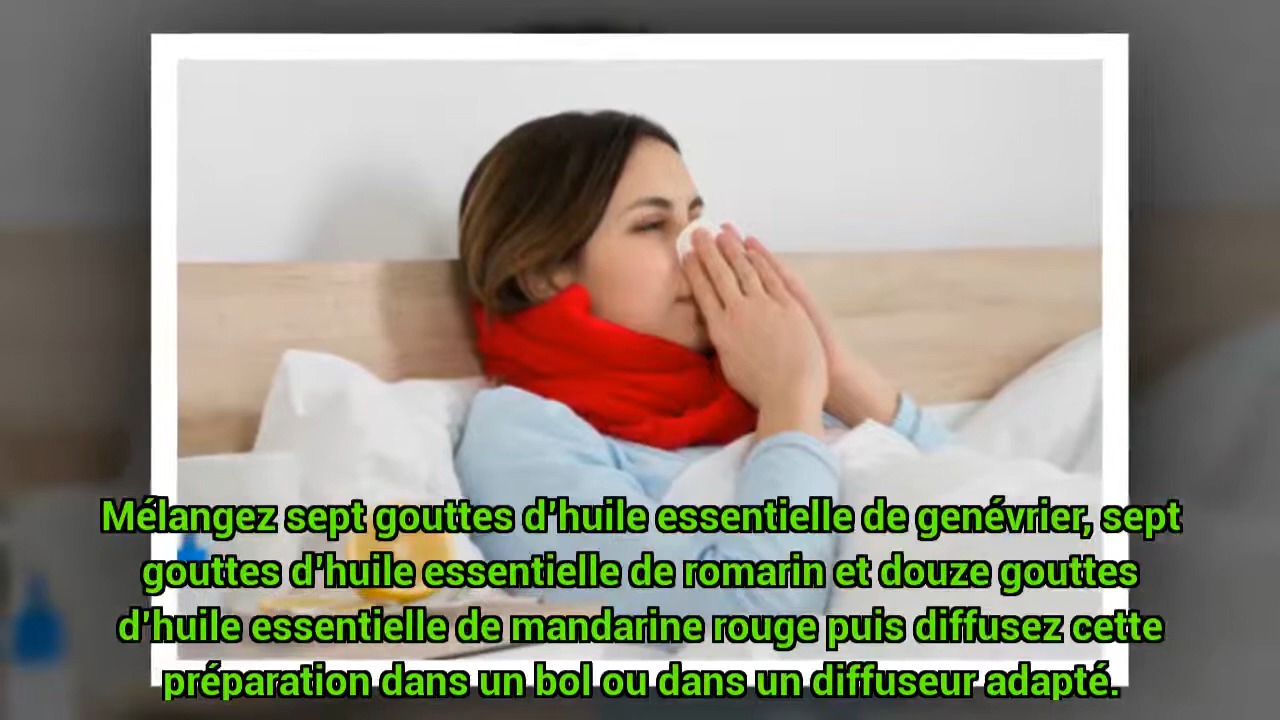 Mélangez sept gouttes d'huile essentielle de genévrier, sept
gouttes d'huile essentielle de romarin et douze gouttes
d'huile essentielle de mandarine rouge puis diffusez cette
préparation dans un bol ou dans un diffuseur adapté.